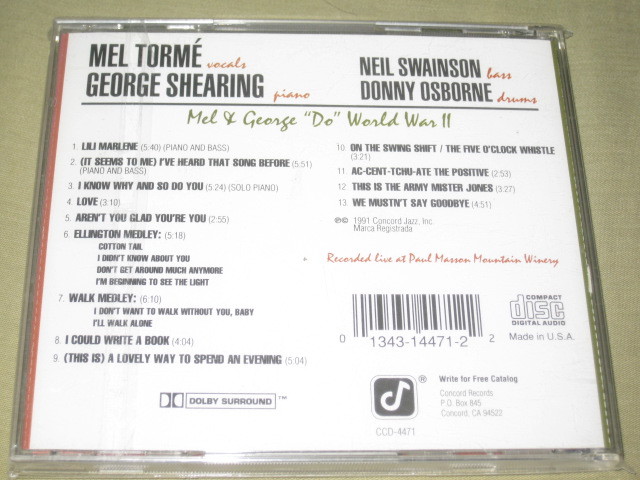 MEL TORMÉ vocals
GEORGE SHEARING piano
NEIL SWAINSON bass
DONNY OSBORNE drums
Mel & George "Do" World War II
1. LILI MARLENE (5:40) (PIANO AND BASS)
2. (IT SEEMS TO ME) I'VE HEARD THAT SONG BEFORE (5:51)
(PIANO AND BASS)
3. I KNOW WHY AND SO DO YOU (5:24) (SOLO PIANO)
4. LOVE (3:10)
5. AREN'T YOU GLAD YOU'RE YOU (2:55)
6. ELLINGTON MEDLEY: (5:18)
COTTON TAIL
I DIDN'T KNOW ABOUT YOU
DON'T GET AROUND MUCH ANYMORE
I'M BEGINNING TO SEE THE LIGHT
7. WALK MEDLEY: (6:10)
I DON'T WANT TO WALK WITHOUT YOU, BABY
I'LL WALK ALONE
8. I COULD WRITE A BOOK (4:04)
9. (THIS IS) A LOVELY WAY TO SPEND AN EVENING (5:04)
10. ON THE SWING SHIFT / THE FIVE O'CLOCK WHISTLE
(3:21)
11. AC-CENT-TCHU-ATE THE POSITIVE (2:53)
12. THIS IS THE ARMY MISTER JONES (3:27)
13. WE MUSTN'T SAY GOODBYE (4:51)
℗© 1991 Concord Jazz, Inc.
Marca Registrada
Recorded live at Paul Masson Mountain Winery
0 13431-4471-2 2
COMPACT
disc
DIGITAL AUDIO
Made in U.S.A.
DOLBY SURROUND ™
®
CCD-4471
Write for Free Catalog
Concord Records
P.O. Box 845
Concord, CA 94522